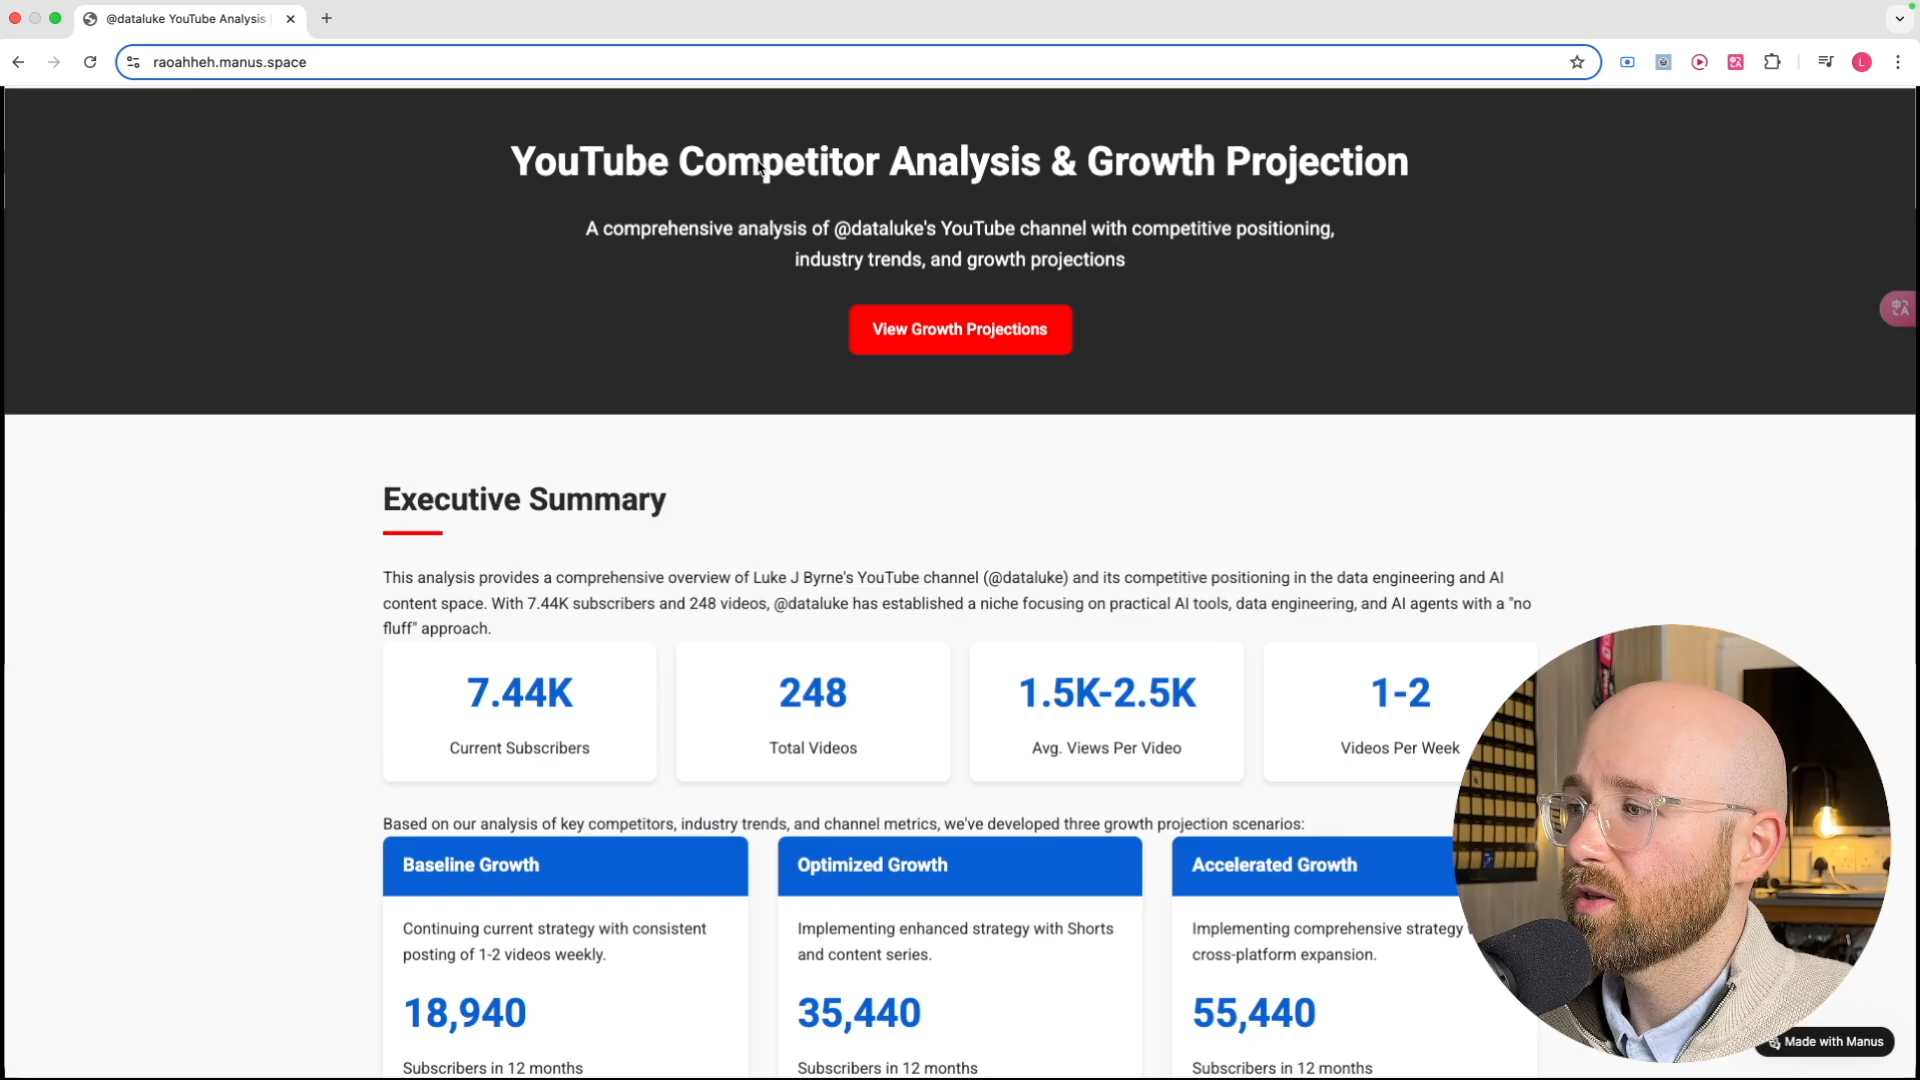 @dataluke YouTube Analysis
raoahheh.manus.space
L
YouTube Competitor Analysis & Growth Projection
A comprehensive analysis of @dataluke's YouTube channel with competitive positioning,
industry trends, and growth projections
View Growth Projections
Executive Summary
This analysis provides a comprehensive overview of Luke J Byrne's YouTube channel (@dataluke) and its competitive positioning in the data engineering and AI
content space. With 7.44K subscribers and 248 videos, @dataluke has established a niche focusing on practical AI tools, data engineering, and AI agents with a "no
fluff" approach.
7.44K
Current Subscribers
248
Total Videos
1.5K-2.5K
Avg. Views Per Video
1-2
Videos Per Week
Based on our analysis of key competitors, industry trends, and channel metrics, we've developed three growth projection scenarios:
Baseline Growth
Continuing current strategy with consistent
posting of 1-2 videos weekly.
18,940
Subscribers in 12 months
Optimized Growth
Implementing enhanced strategy with Shorts
and content series.
35,440
Subscribers in 12 months
Accelerated Growth
Implementing comprehensive strategy
cross-platform expansion.
55,440
Subscribers in 12 months
Made with Manus